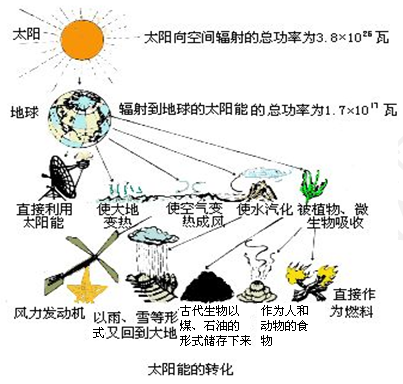 太阳
太阳向空间辐射的总功率为3.8×10²⁶瓦
地球
辐射到地球的太阳能的总功率为1.7×10¹⁷瓦
直接利用
太阳能
使大地
变热
使空气变
热成风
使水汽化
被植物、微
生物吸收
风力发动机
以雨、雪等形
式又回到大地
古代生物以
煤、石油的
形式储存下来
作为人和
动物的食
物
直接作
为燃料
太阳能的转化